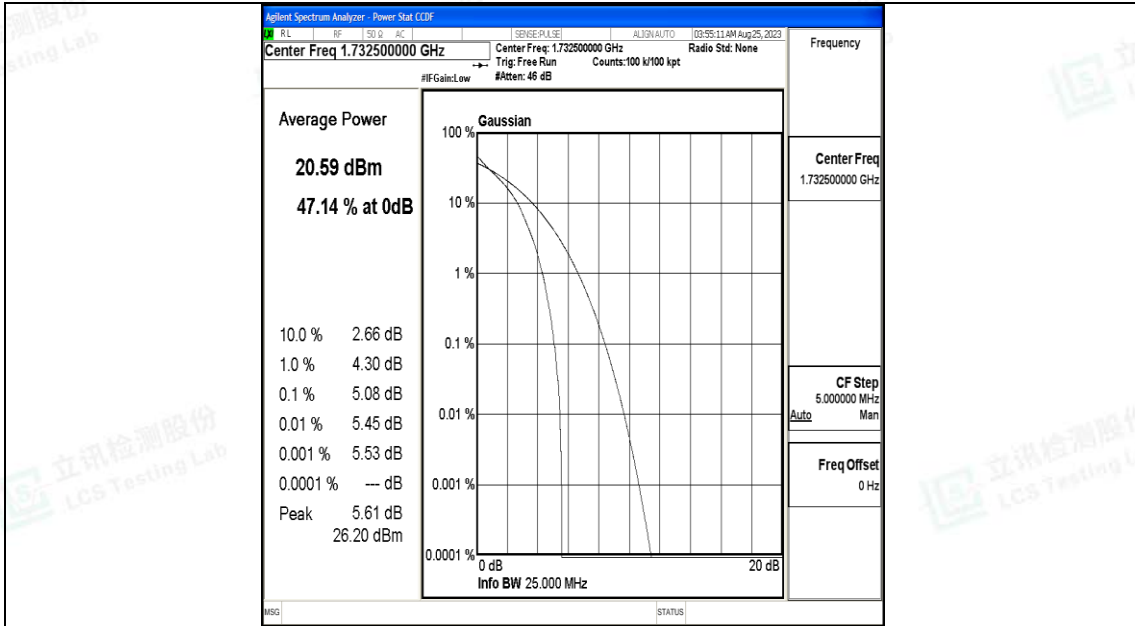 Agilent Spectrum Analyzer - Power Stat CCDF
RL RF 50 Ω AC SENSE:PULSE ALIGN AUTO 03:55:11 AM Aug 25, 2023
Center Freq 1.732500000 GHz
Center Freq: 1.732500000 GHz Radio Std: None
Trig: Free Run Counts:100 k/100 kpt
#IFGain:Low #Atten: 46 dB
Frequency
Average Power
20.59 dBm
47.14 % at 0dB
10.0 % 2.66 dB
1.0 % 4.30 dB
0.1 % 5.08 dB
0.01 % 5.45 dB
0.001 % 5.53 dB
0.0001 % --- dB
Peak 5.61 dB
26.20 dBm
Gaussian
100 %
10 %
1 %
0.1 %
0.01 %
0.001 %
0.0001 %
0 dB 20 dB
Info BW 25.000 MHz
Center Freq
1.732500000 GHz
CF Step
5.000000 MHz
Auto Man
Freq Offset
0 Hz
MSG STATUS
立讯检测股份
LCS Testing Lab
立讯检测股份
LCS Testing L